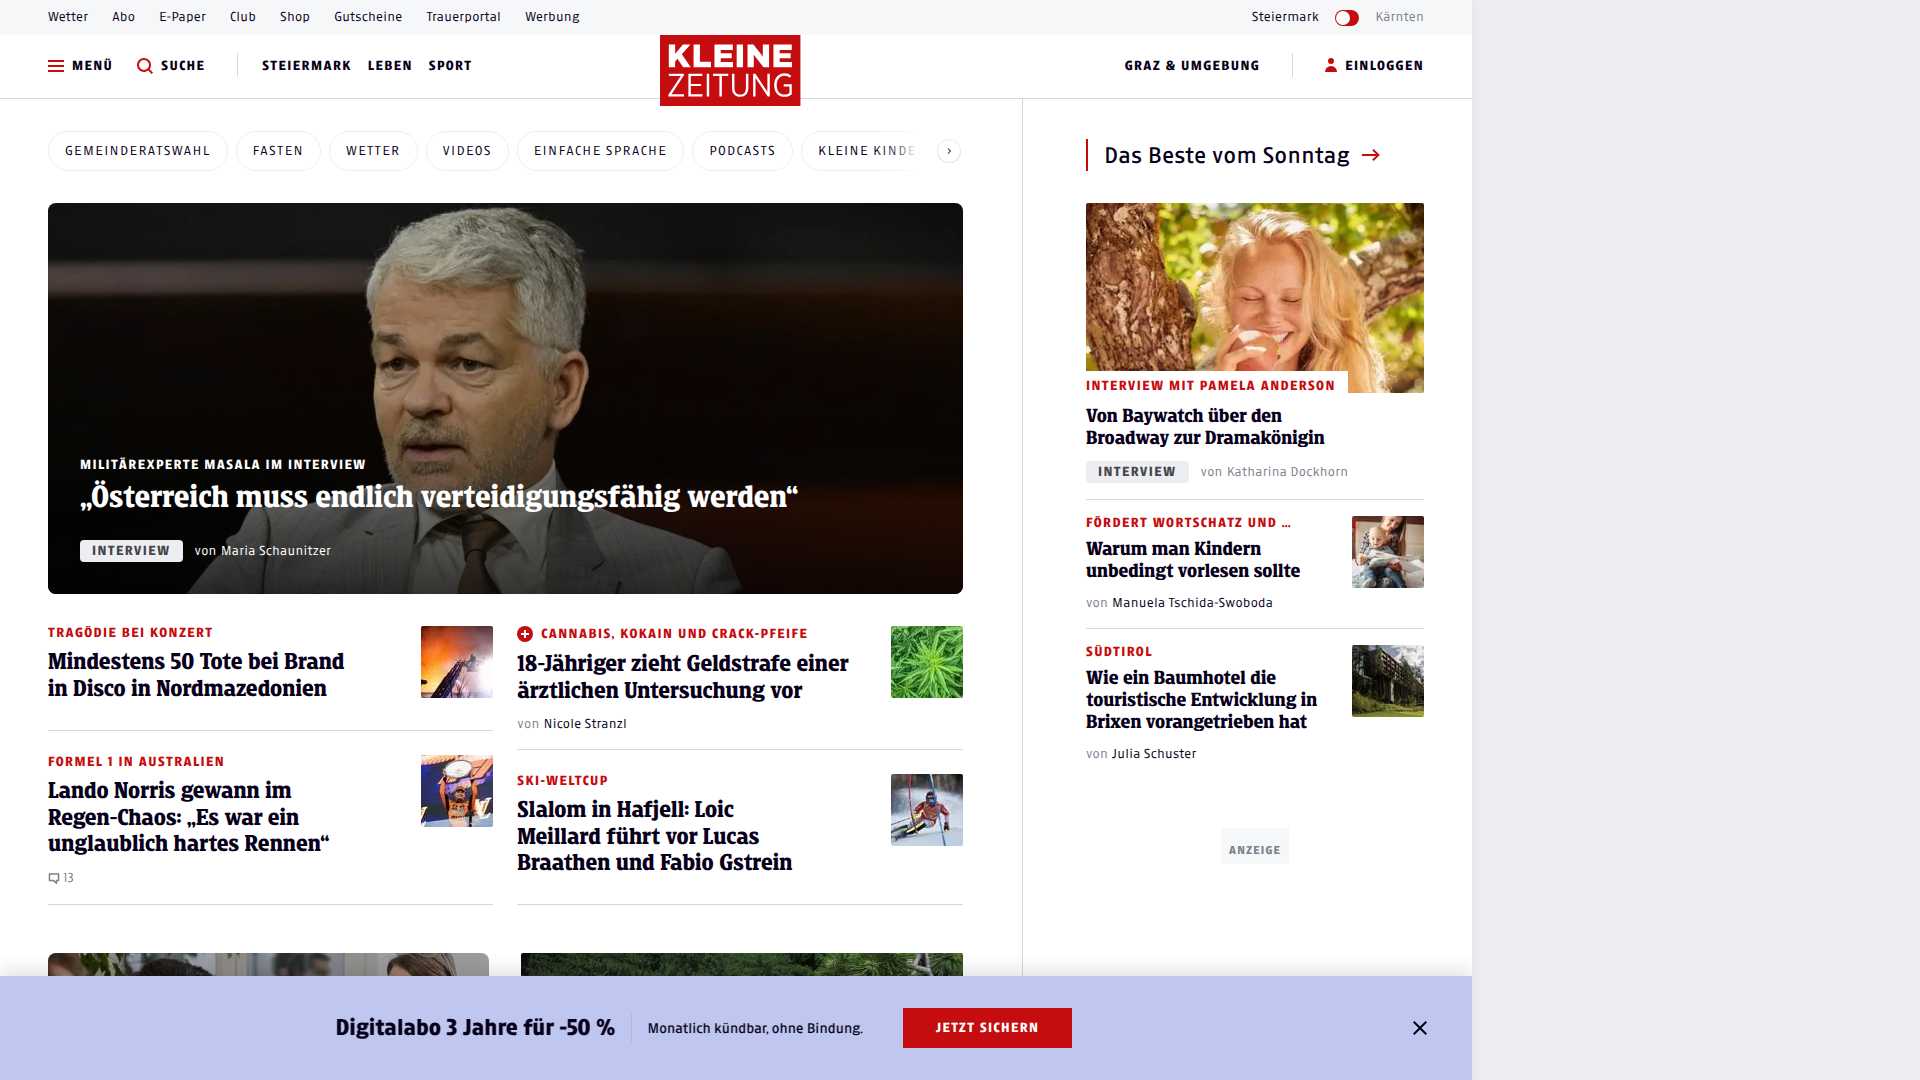 Wetter Abo E-Paper Club Shop Gutscheine Trauerportal Werbung Steiermark Kärnten
MENÜ SUCHE STEIERMARK LEBEN SPORT KLEINE ZEITUNG GRAZ & UMGEBUNG EINLOGGEN
GEMEINDERATSWAHL FASTEN WETTER VIDEOS EINFACHE SPRACHE PODCASTS KLEINE KINDE
MILITÄREXPERTE MASALA IM INTERVIEW
„Österreich muss endlich verteidigungsfähig werden“
INTERVIEW von Maria Schaunitzer
TRAGÖDIE BEI KONZERT
Mindestens 50 Tote bei Brand
in Disco in Nordmazedonien
FORMEL 1 IN AUSTRALIEN
Lando Norris gewann im
Regen-Chaos: „Es war ein
unglaublich hartes Rennen“
13
CANNABIS, KOKAIN UND CRACK-PFEIFE
18-Jähriger zieht Geldstrafe einer
ärztlichen Untersuchung vor
von Nicole Stranzl
SKI-WELTCUP
Slalom in Hafjell: Loic
Meillard führt vor Lucas
Braathen und Fabio Gstrein
Das Beste vom Sonntag
INTERVIEW MIT PAMELA ANDERSON
Von Baywatch über den
Broadway zur Dramakönigin
INTERVIEW von Katharina Dockhorn
FÖRDERT WORTSCHATZ UND …
Warum man Kindern
unbedingt vorlesen sollte
von Manuela Tschida-Swoboda
SÜDTIROL
Wie ein Baumhotel die
touristische Entwicklung in
Brixen vorangetrieben hat
von Julia Schuster
ANZEIGE
Digitalabo 3 Jahre für -50 % Monatlich kündbar, ohne Bindung. JETZT SICHERN